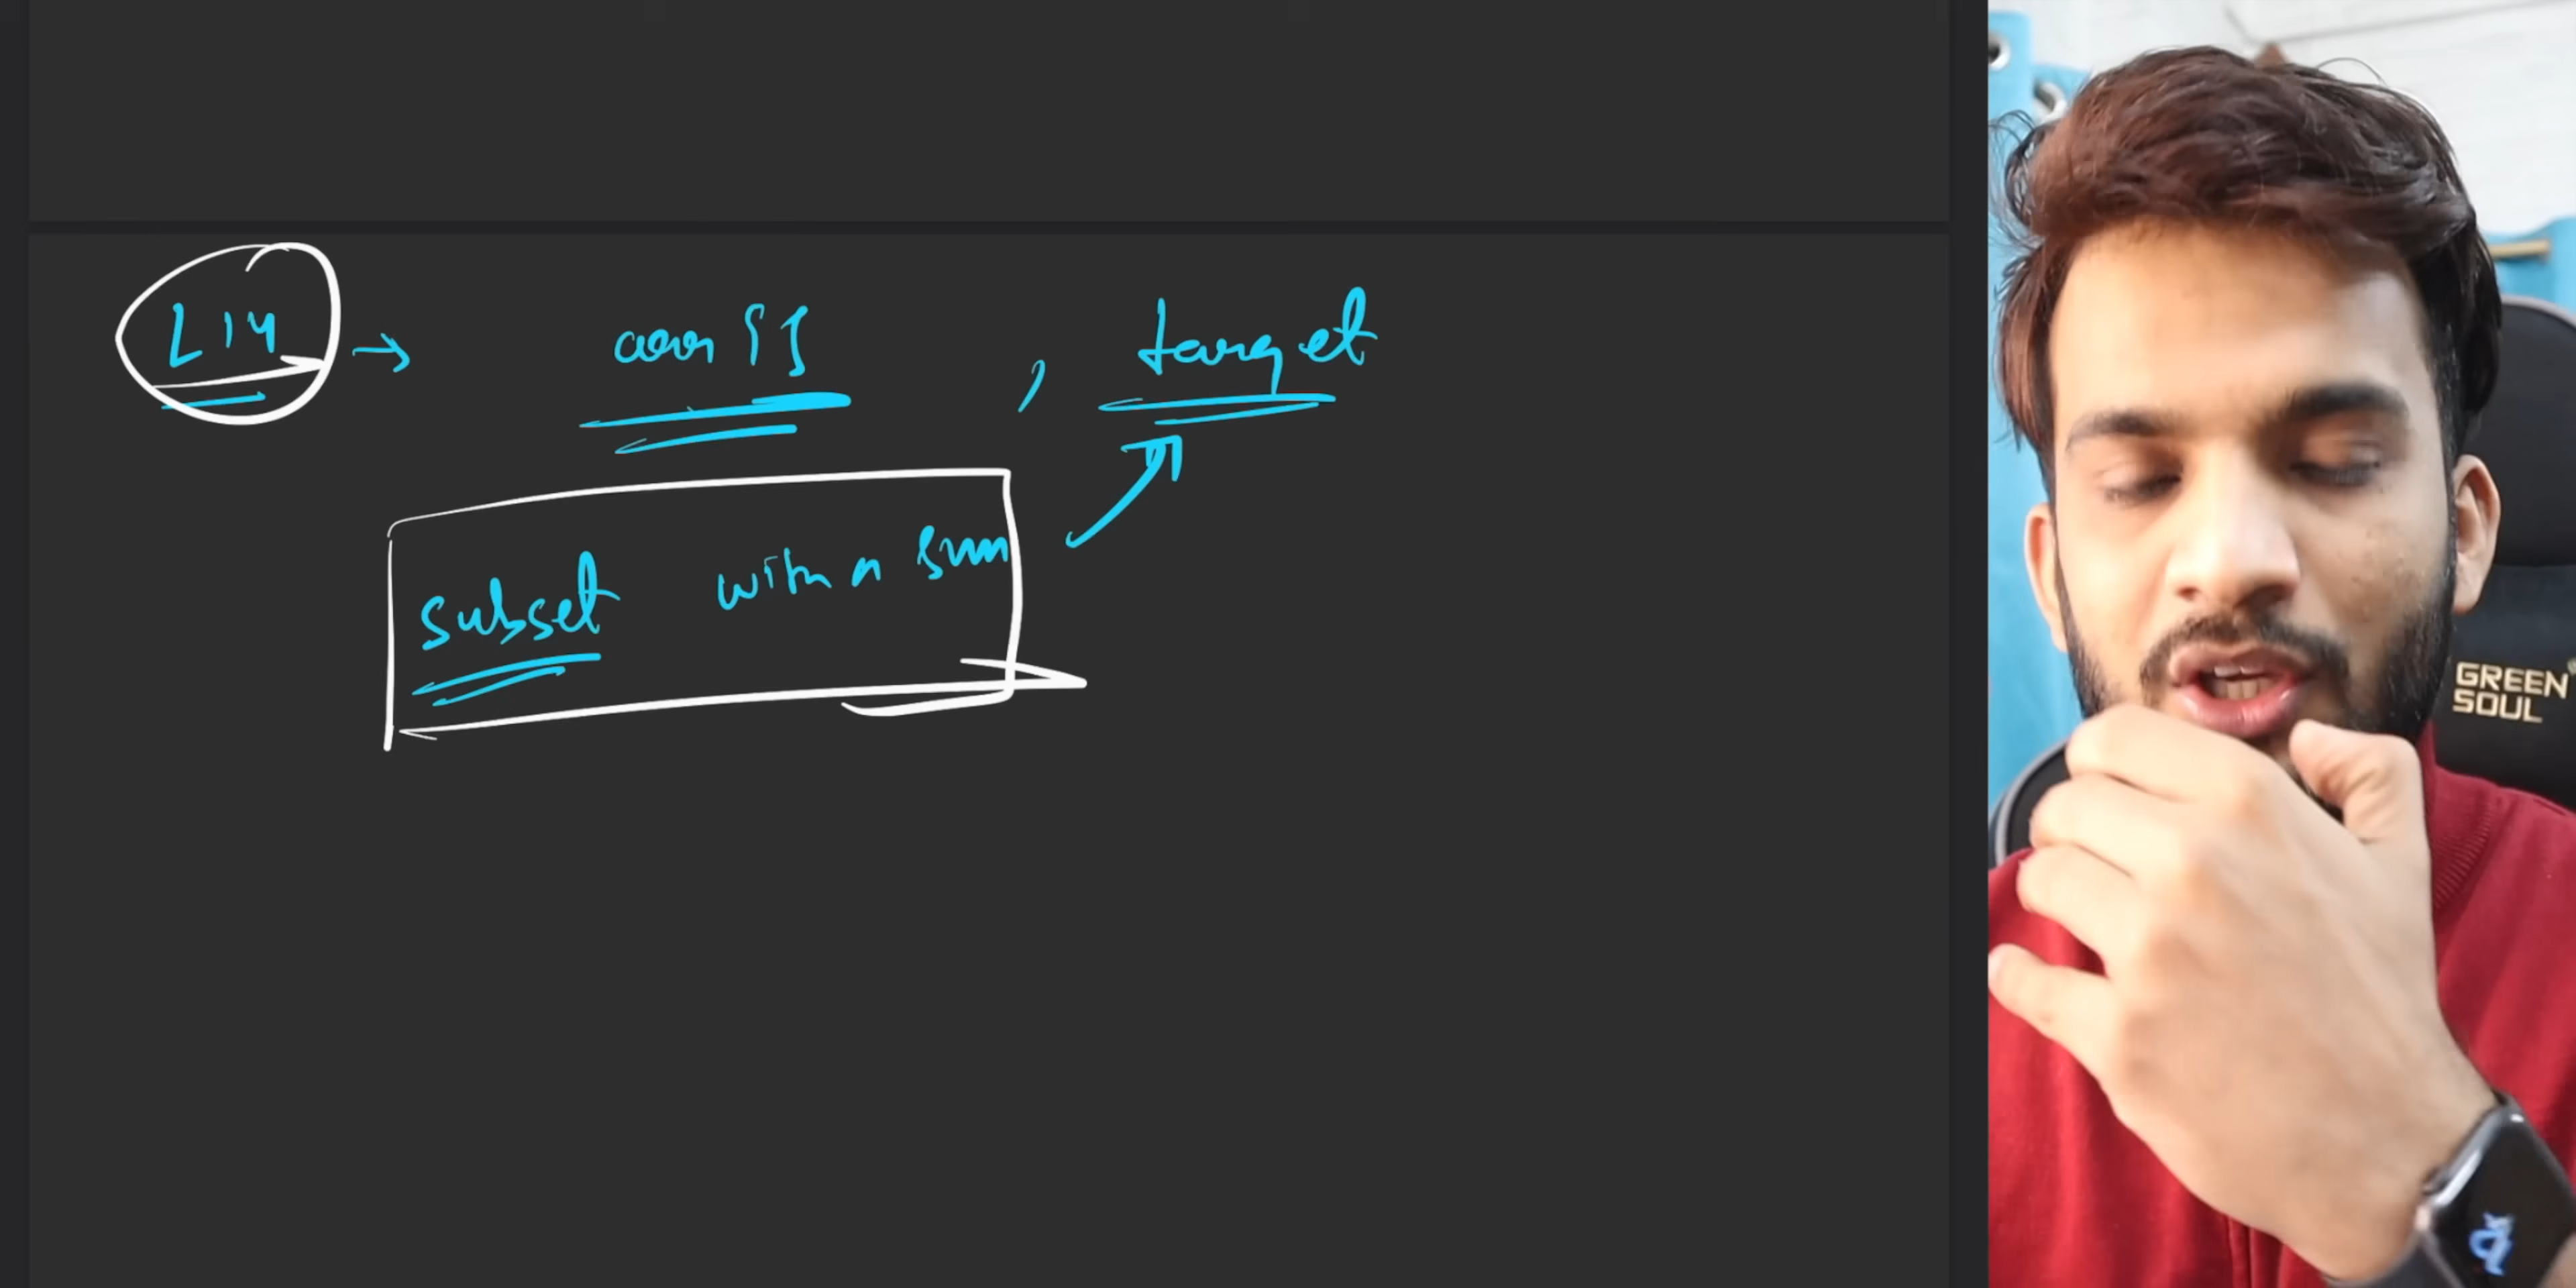 L14 → arr[] , target
subset with a sum
GREEN
SOUL